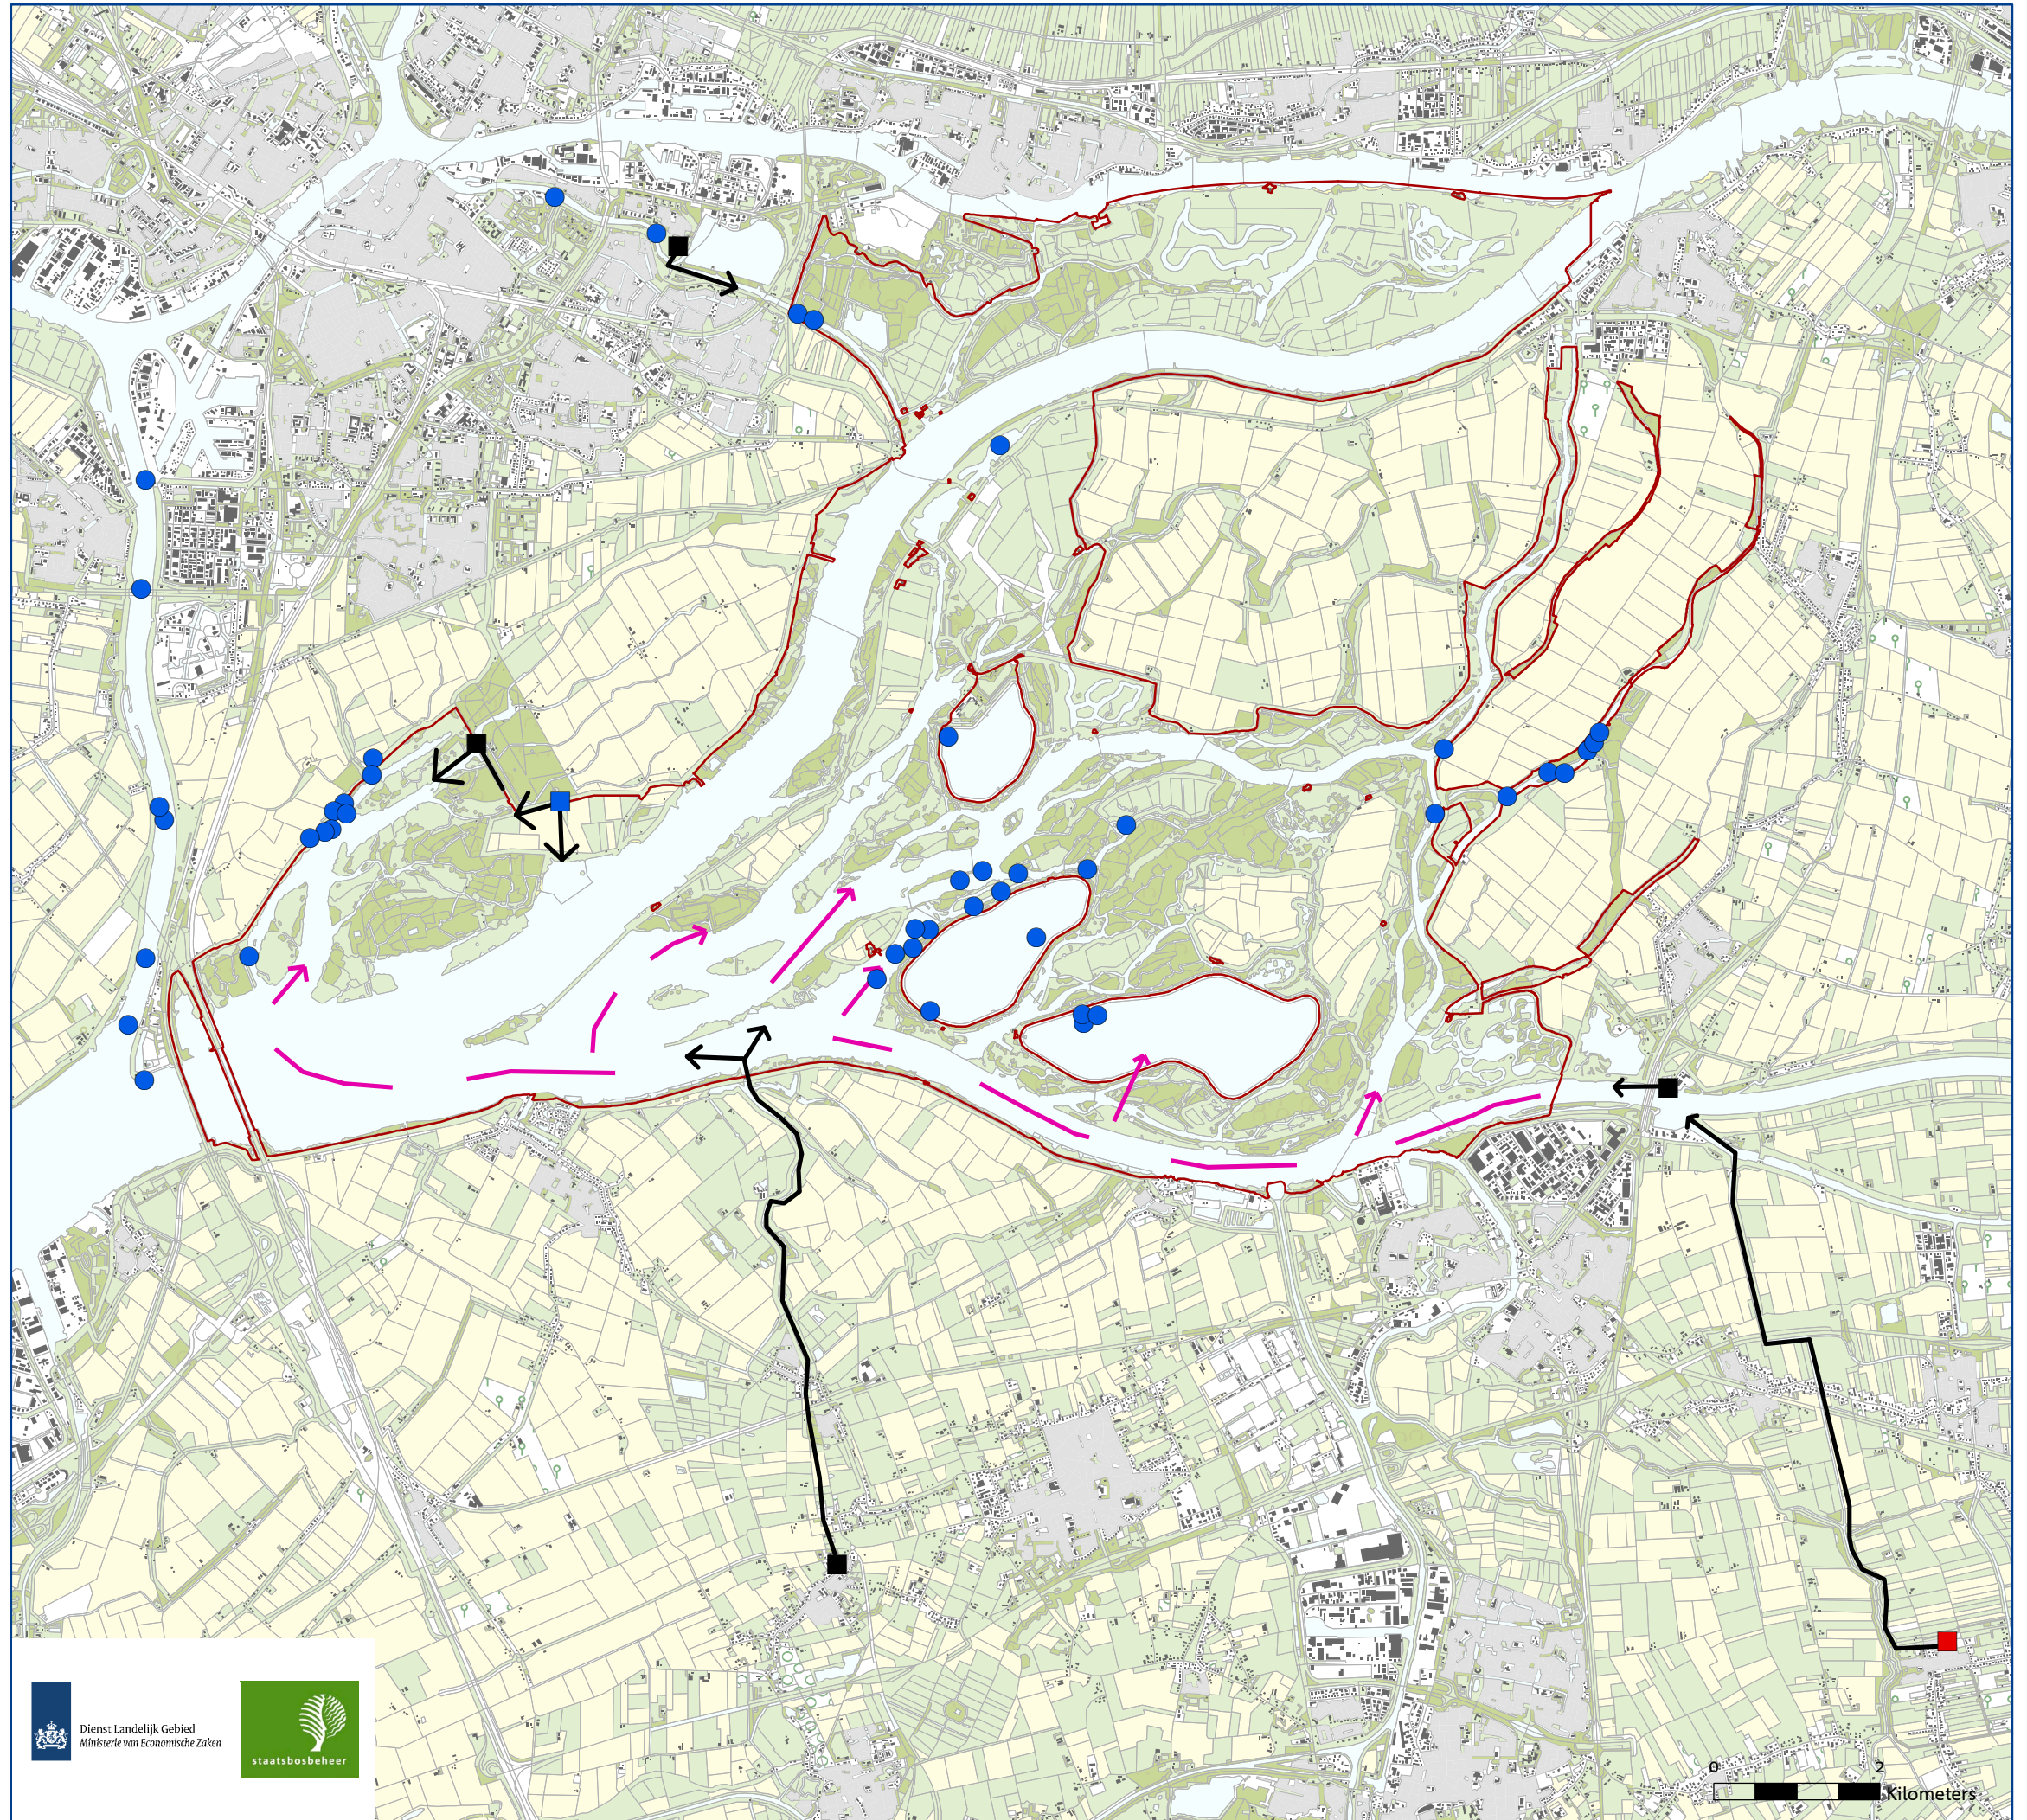 Dienst Landelijk Gebied
Ministerie van Economische Zaken
staatsbosbeheer
0 2
Kilometers